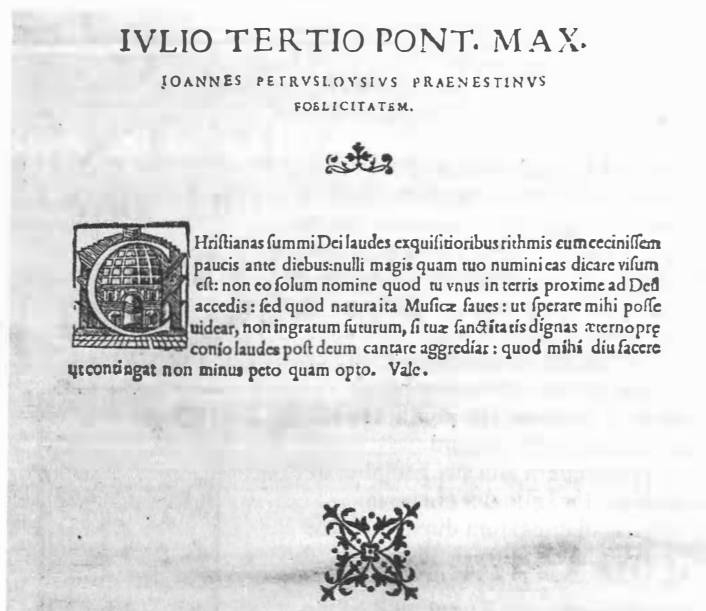 IVLIO TERTIO PONT. MAX.
IOANNES PETRVSLOYSIVS PRAENESTINVS
FOELICITATEM.
CHriſtianas ſummi Dei laudes exquiſitioribus rithmis cum ceciniſſem
paucis ante diebus: nulli magis quam tuo numini eas dicare viſum
eſt: non eo ſolum nomine quod tu vnus in terris proxime ad Deū
accedis: ſed quod natura ita Muſicæ faues: ut ſperare mihi poſſe
uidear, non ingratum futurum, ſi tuæ ſanctitatis dignas æterno prę
conio laudes poſt deum cantare aggrediar: quod mihi diu facere
ut contingat non minus peto quam opto. Vale.